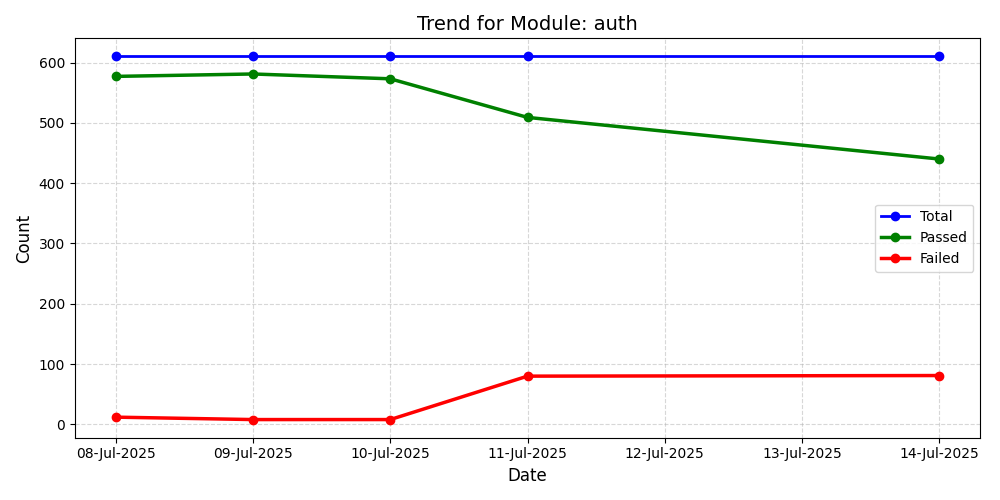 Trend for Module: auth
600
500
400
300
200
100
0
Count
Total
Passed
Failed
08-Jul-2025 09-Jul-2025 10-Jul-2025 11-Jul-2025 12-Jul-2025 13-Jul-2025 14-Jul-2025
Date